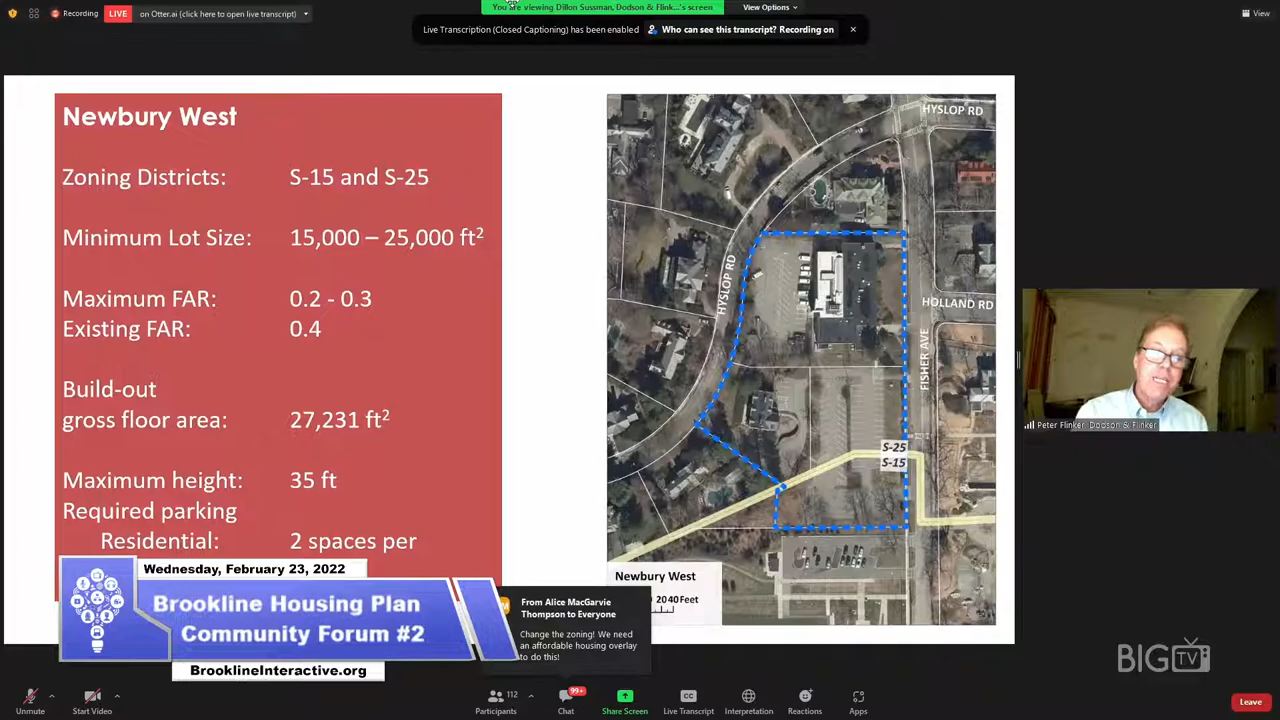 You are viewing Dillon Sussman, Dodson & Flink...'s screen
View Options
Recording
LIVE
on Otter.ai (click here to open live transcript)
View
Live Transcription (Closed Captioning) has been enabled
Who can see this transcript? Recording on
Newbury West
Zoning Districts: S-15 and S-25
Minimum Lot Size: 15,000 – 25,000 ft²
Maximum FAR: 0.2 - 0.3
Existing FAR: 0.4
Build-out
gross floor area: 27,231 ft²
Maximum height: 35 ft
Required parking
Residential: 2 spaces per
HYSLOP RD
HYSLOP RD
HOLLAND RD
FISHER AVE
S-25
S-15
Newbury West
20 40 Feet
Peter Flinker, Dodson & Flinker
Wednesday, February 23, 2022
Brookline Housing Plan
Community Forum #2
BrooklineInteractive.org
From Alice MacGarvie
Thompson to Everyone
Change the zoning! We need
an affordable housing overlay
to do this!
BIG TV
Unmute
Start Video
112
Participants
99+
Chat
Share Screen
CC
Live Transcript
Interpretation
Reactions
Apps
Leave